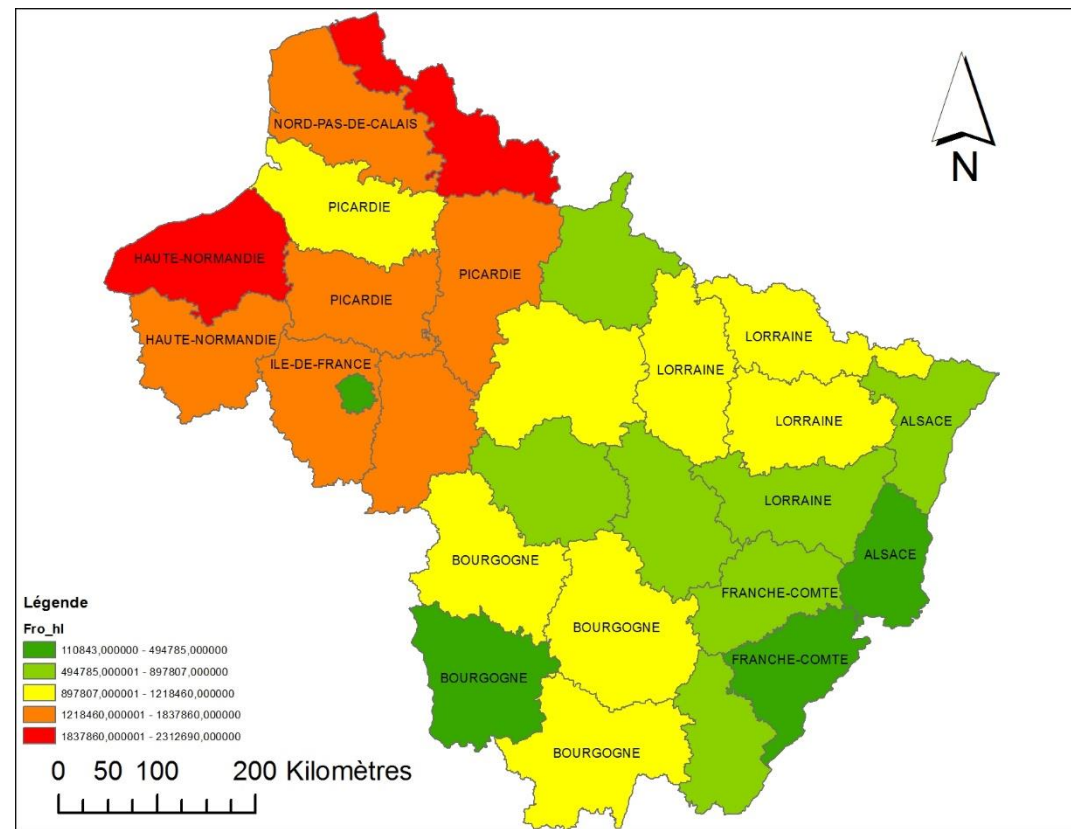 NORD-PAS-DE-CALAIS
N
PICARDIE
HAUTE-NORMANDIE
PICARDIE
PICARDIE
HAUTE-NORMANDIE
ILE-DE-FRANCE
LORRAINE
LORRAINE
LORRAINE
ALSACE
LORRAINE
BOURGOGNE
ALSACE
FRANCHE-COMTE
BOURGOGNE
FRANCHE-COMTE
BOURGOGNE
BOURGOGNE
Légende
Fro_hl
110843,000000 - 494785,000000
494785,000001 - 897807,000000
897807,000001 - 1218460,000000
1218460,000001 - 1837860,000000
1837860,000001 - 2312690,000000
0 50 100 200 Kilomètres